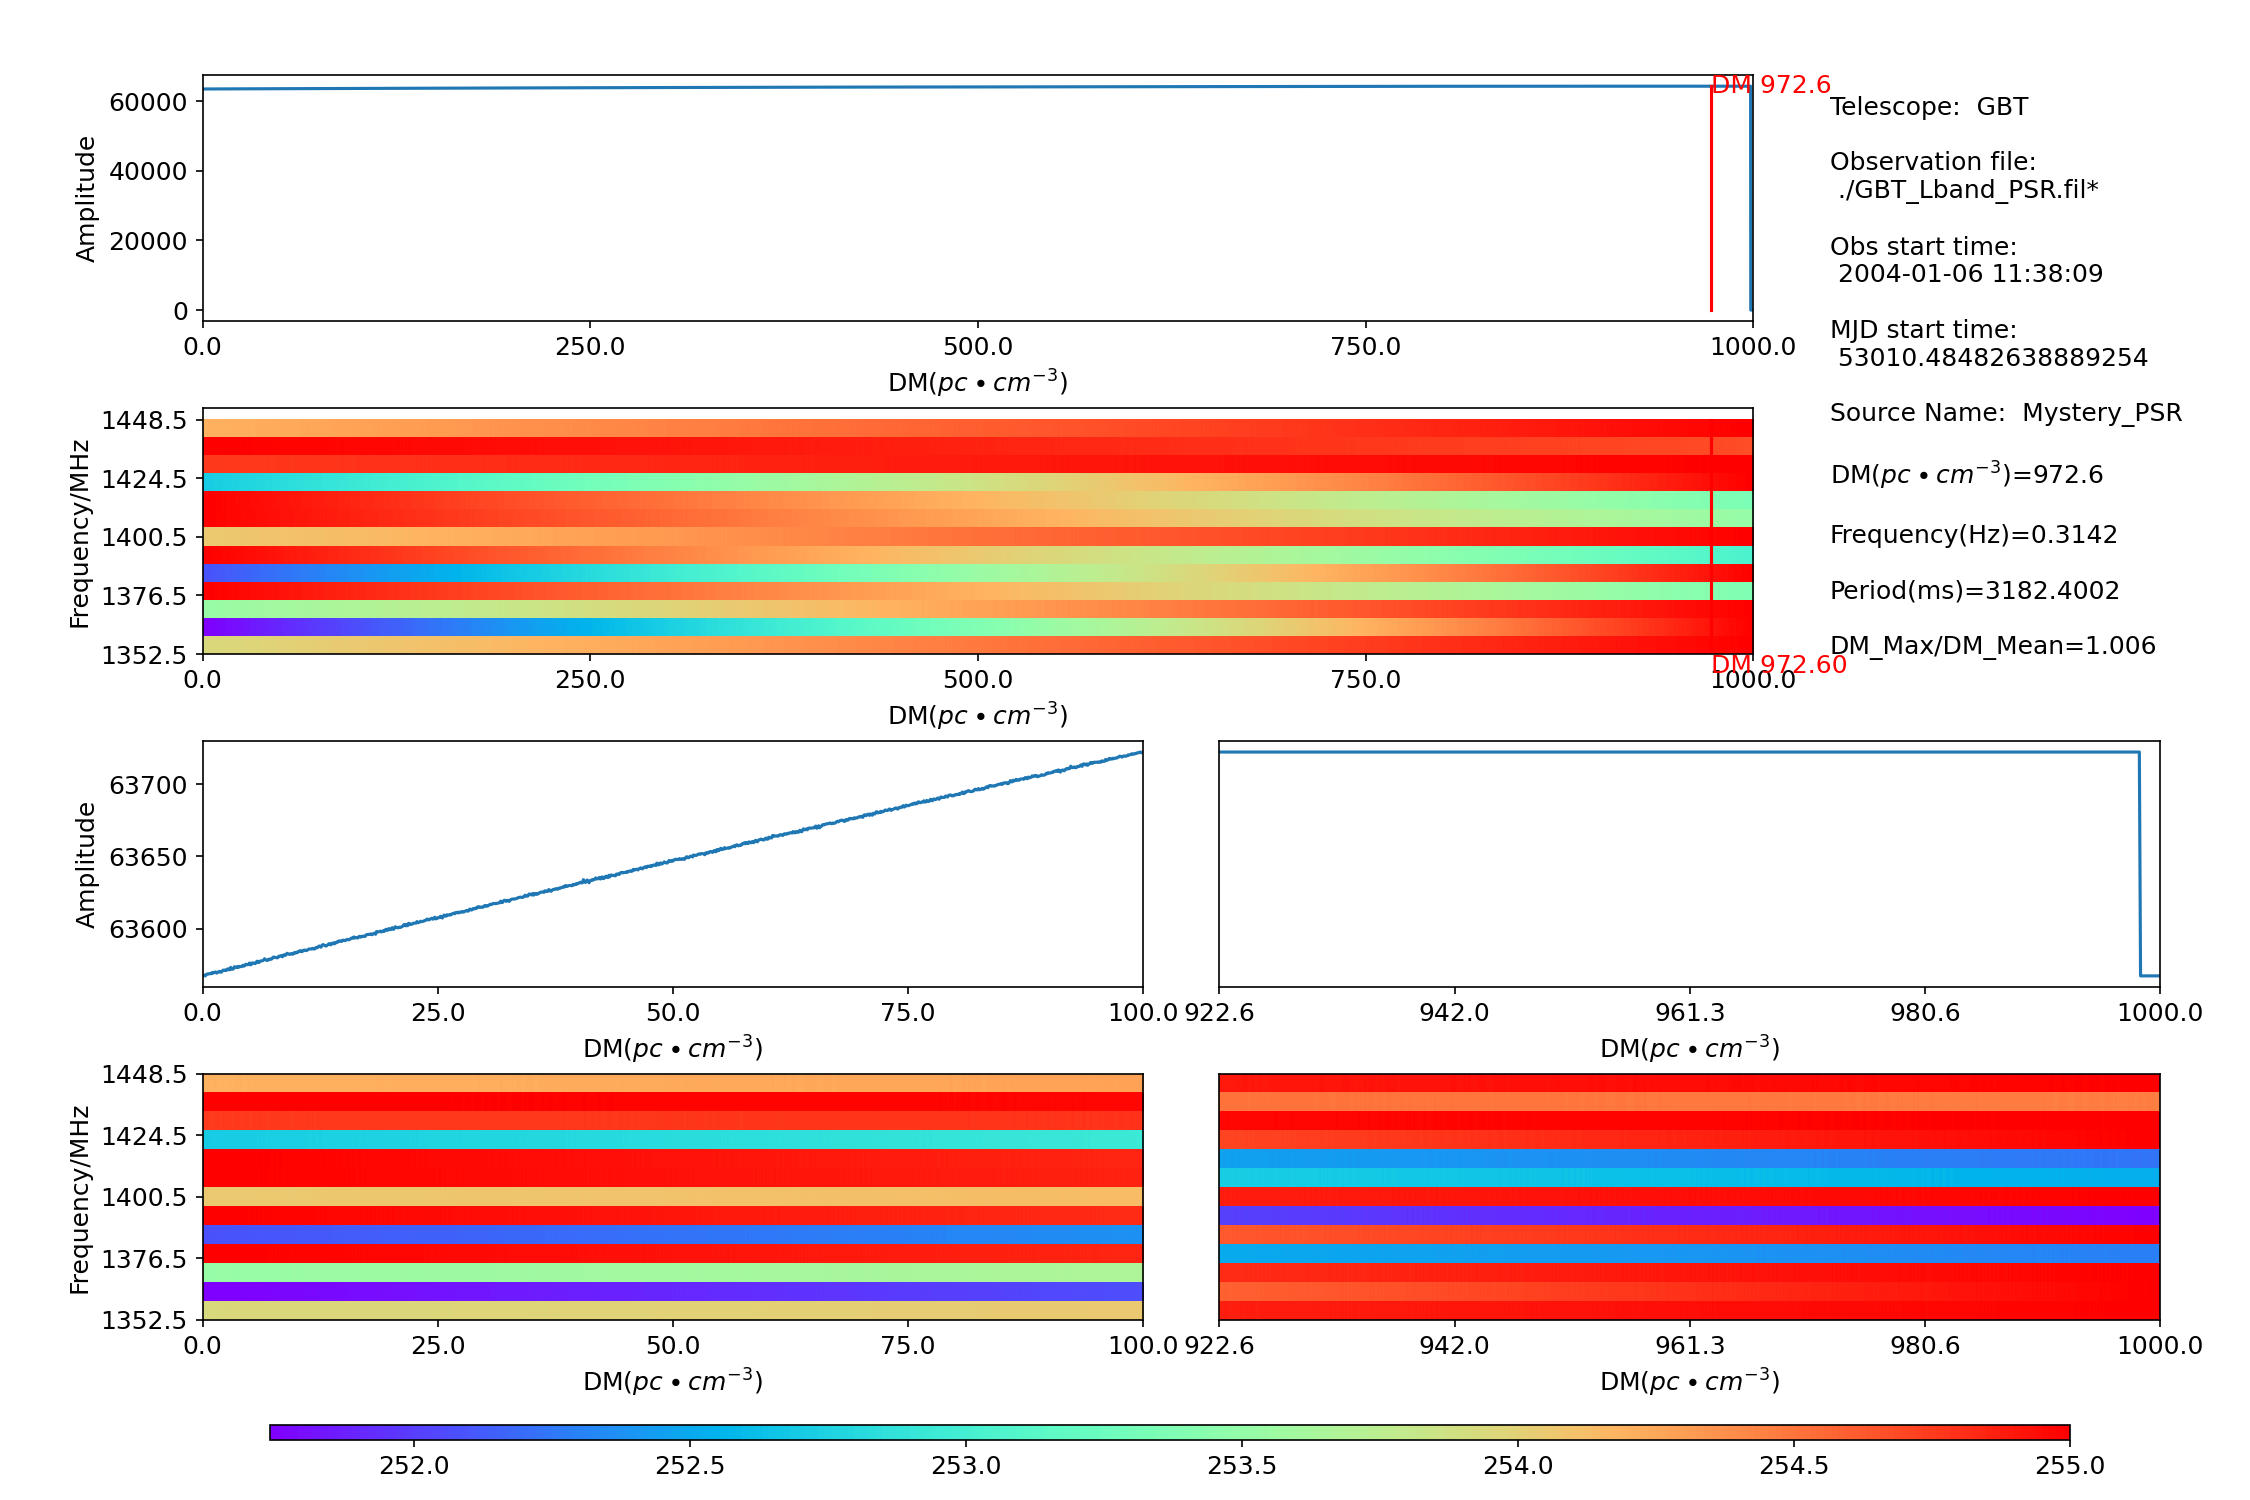 DM 972.6
60000
40000
20000
0
Amplitude
0.0 250.0 500.0 750.0 1000.0
DM(pc • cm⁻³)
Telescope:  GBT
Observation file:
./GBT_Lband_PSR.fil*
Obs start time:
2004-01-06 11:38:09
MJD start time:
53010.48482638889254
Source Name:  Mystery_PSR
DM(pc • cm⁻³)=972.6
Frequency(Hz)=0.3142
Period(ms)=3182.4002
DM_Max/DM_Mean=1.006
1448.5
1424.5
1400.5
1376.5
1352.5
Frequency/MHz
DM 972.60
0.0 250.0 500.0 750.0 1000.0
DM(pc • cm⁻³)
63700
63650
63600
Amplitude
0.0 25.0 50.0 75.0 100.0
DM(pc • cm⁻³)
922.6 942.0 961.3 980.6 1000.0
DM(pc • cm⁻³)
1448.5
1424.5
1400.5
1376.5
1352.5
Frequency/MHz
0.0 25.0 50.0 75.0 100.0
DM(pc • cm⁻³)
922.6 942.0 961.3 980.6 1000.0
DM(pc • cm⁻³)
252.0 252.5 253.0 253.5 254.0 254.5 255.0